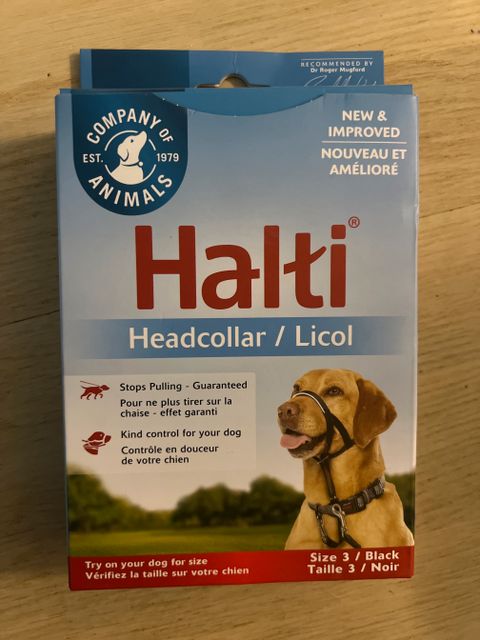 RECOMMENDED BY
Dr Roger Mugford
COMPANY OF
EST. 1979
ANIMALS
NEW &
IMPROVED
NOUVEAU ET
AMÉLIORÉ
Halti®
Headcollar / Licol
Stops Pulling - Guaranteed
Pour ne plus tirer sur la
chaise - effet garanti
Kind control for your dog
Contrôle en douceur
de votre chien
Try on your dog for size
Vérifiez la taille sur votre chien
Size 3 / Black
Taille 3 / Noir